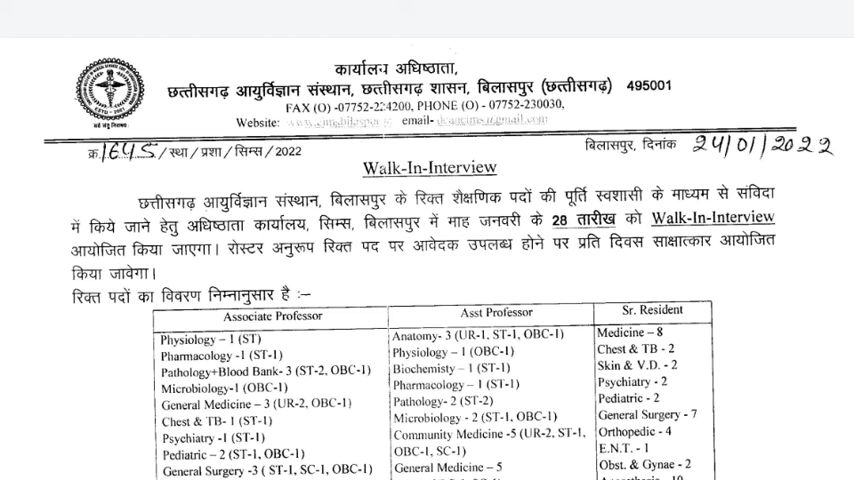 कार्यालय अधिष्ठाता,
छत्तीसगढ़ आयुर्विज्ञान संस्थान, छत्तीसगढ़ शासन, बिलासपुर (छत्तीसगढ़) 495001
FAX (O) -07752-224200, PHONE (O) - 07752-230030,
Website: email-
क्र. 1645 / स्था / प्रशा / सिम्स / 2022
बिलासपुर, दिनांक 24/01/2022
Walk-In-Interview
छत्तीसगढ़ आयुर्विज्ञान संस्थान, बिलासपुर के रिक्त शैक्षणिक पदों की पूर्ति स्वशासी के माध्यम से संविदा
में किये जाने हेतु अधिष्ठाता कार्यालय, सिम्स, बिलासपुर में माह जनवरी के 28 तारीख को Walk-In-Interview
आयोजित किया जाएगा। रोस्टर अनुरूप रिक्त पद पर आवेदक उपलब्ध होने पर प्रति दिवस साक्षात्कार आयोजित
किया जावेगा।
रिक्त पदों का विवरण निम्नानुसार है :–
Associate Professor
Physiology – 1 (ST)
Pharmacology -1 (ST-1)
Pathology+Blood Bank- 3 (ST-2, OBC-1)
Microbiology-1 (OBC-1)
General Medicine – 3 (UR-2, OBC-1)
Chest & TB- 1 (ST-1)
Psychiatry -1 (ST-1)
Pediatric – 2 (ST-1, OBC-1)
General Surgery -3 ( ST-1, SC-1, OBC-1)
Asst Professor
Anatomy- 3 (UR-1, ST-1, OBC-1)
Physiology – 1 (OBC-1)
Biochemisty – 1 (ST-1)
Pharmacology – 1 (ST-1)
Pathology- 2 (ST-2)
Microbiology - 2 (ST-1, OBC-1)
Community Medicine -5 (UR-2, ST-1,
OBC-1, SC-1)
General Medicine – 5
Sr. Resident
Medicine – 8
Chest & TB - 2
Skin & V.D. - 2
Psychiatry - 2
Pediatric - 2
General Surgery - 7
Orthopedic - 4
E.N.T. - 1
Obst. & Gynae - 2